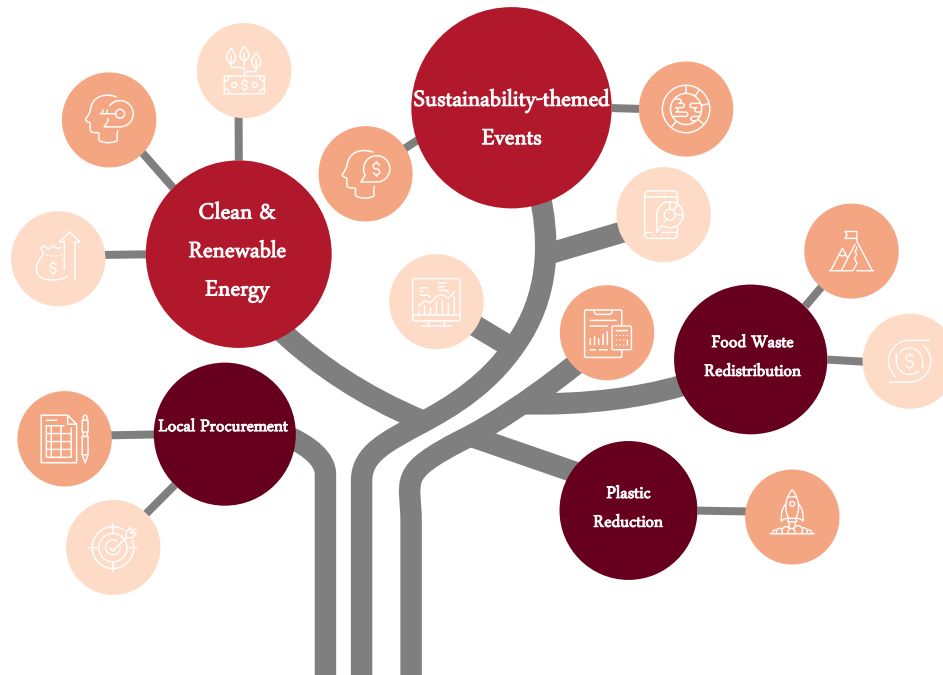 Sustainability-themed
Events
Clean &
Renewable
Energy
Food Waste
Redistribution
Local Procurement
Plastic
Reduction